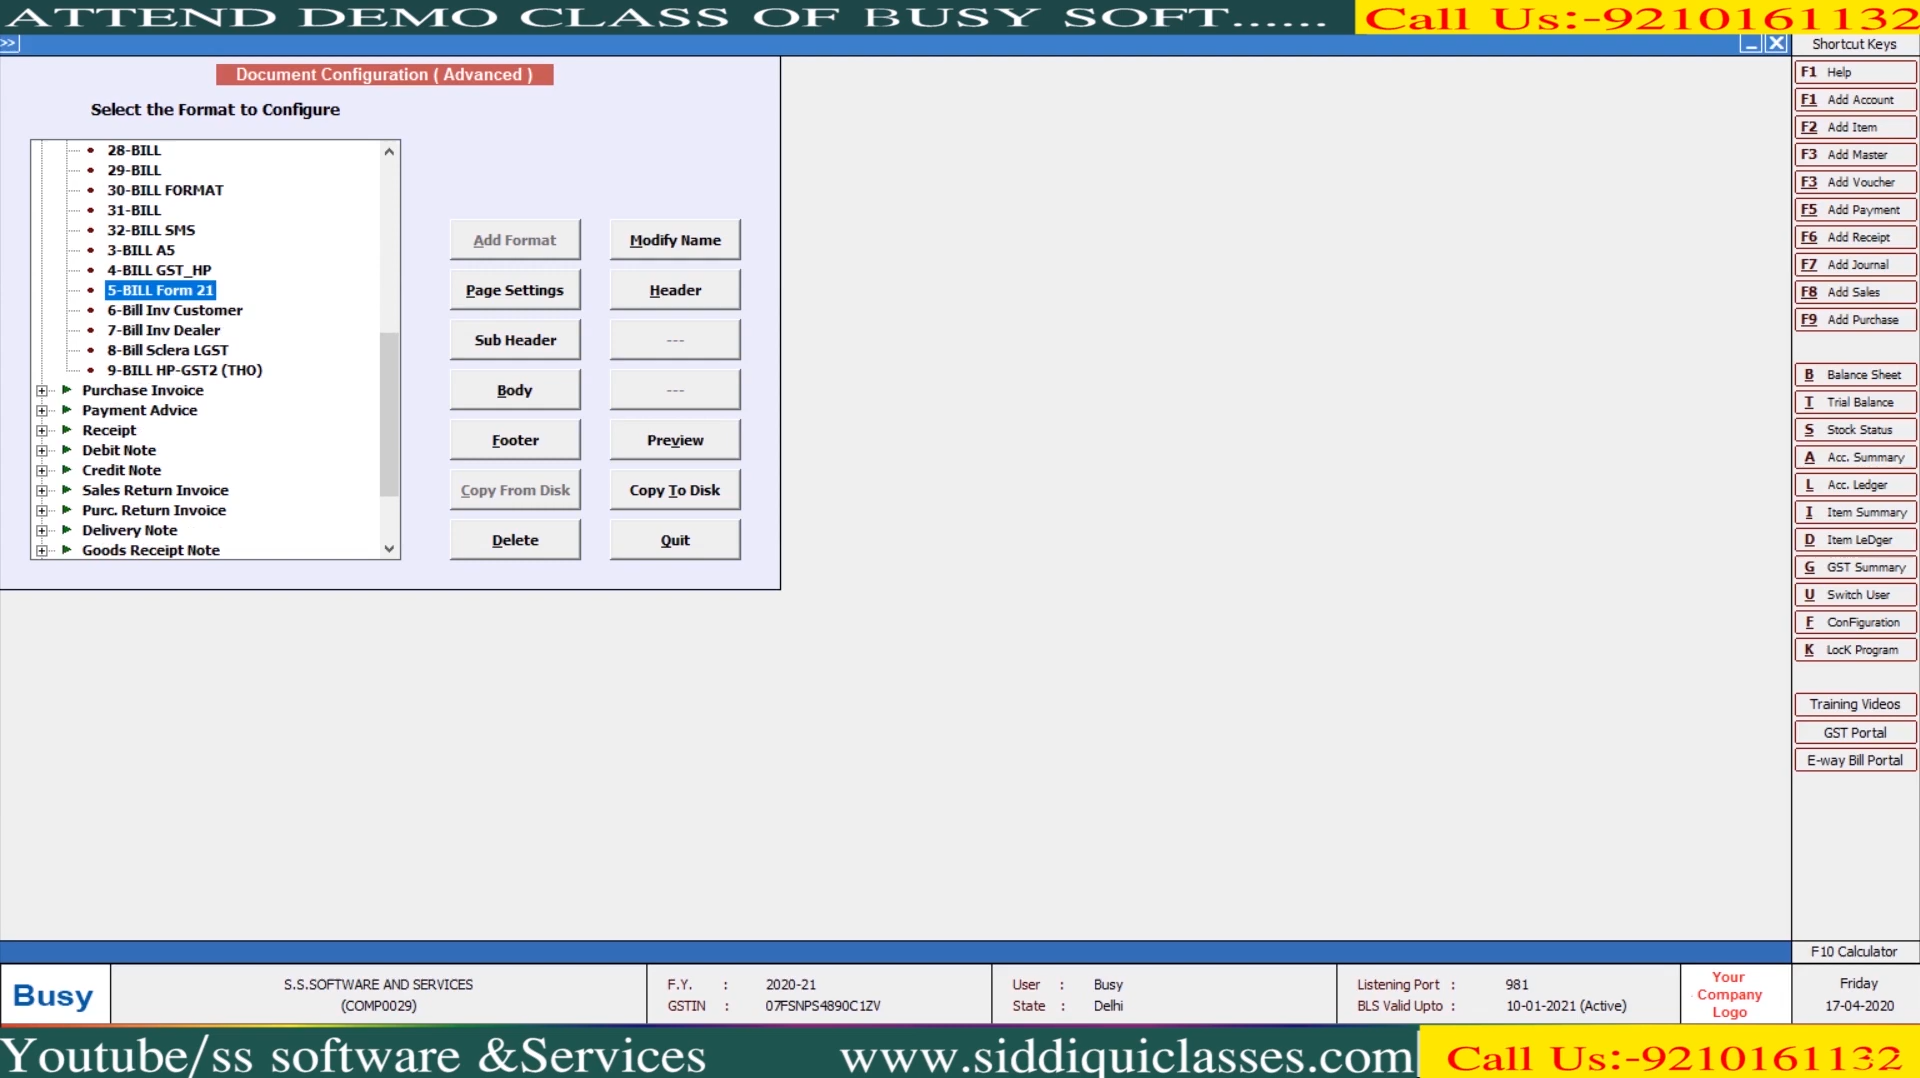 ATTEND DEMO CLASS OF BUSY SOFT......
Call Us:-9210161132
>>
Shortcut Keys
Document Configuration ( Advanced )
Select the Format to Configure
28-BILL
29-BILL
30-BILL FORMAT
31-BILL
32-BILL SMS
3-BILL A5
4-BILL GST_HP
5-BILL Form 21
6-Bill Inv Customer
7-Bill Inv Dealer
8-Bill Sclera LGST
9-BILL HP-GST2 (THO)
Purchase Invoice
Payment Advice
Receipt
Debit Note
Credit Note
Sales Return Invoice
Purc. Return Invoice
Delivery Note
Goods Receipt Note
Add Format
Modify Name
Page Settings
Header
Sub Header
---
Body
---
Footer
Preview
Copy From Disk
Copy To Disk
Delete
Quit
F1 Help
F1 Add Account
F2 Add Item
F3 Add Master
F3 Add Voucher
F5 Add Payment
F6 Add Receipt
F7 Add Journal
F8 Add Sales
F9 Add Purchase
B Balance Sheet
T Trial Balance
S Stock Status
A Acc. Summary
L Acc. Ledger
I Item Summary
D Item LeDger
G GST Summary
U Switch User
F ConFiguration
K LocK Program
Training Videos
GST Portal
E-way Bill Portal
F10 Calculator
Busy
S.S.SOFTWARE AND SERVICES
(COMP0029)
F.Y. : 2020-21
GSTIN : 07FSNPS4890C1ZV
User : Busy
State : Delhi
Listening Port : 981
BLS Valid Upto : 10-01-2021 (Active)
Your
Company
Logo
Friday
17-04-2020
Youtube/ss software &Services
www.siddiquiclasses.com
Call Us:-9210161132